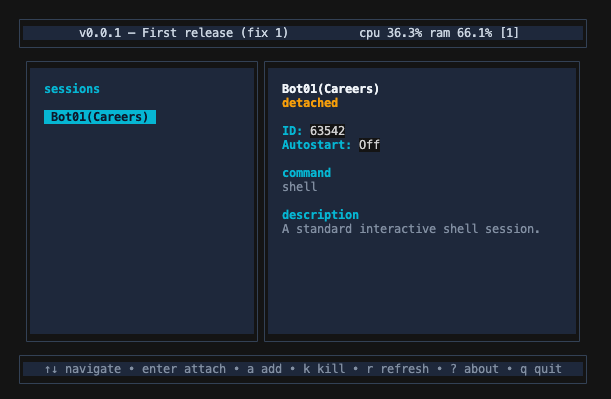 v0.0.1 — First release (fix 1) cpu 36.3% ram 66.1% [1]
sessions
Bot01(Careers)
Bot01(Careers)
detached
ID: 63542
Autostart: Off
command
shell
description
A standard interactive shell session.
↑↓ navigate • enter attach • a add • k kill • r refresh • ? about • q quit